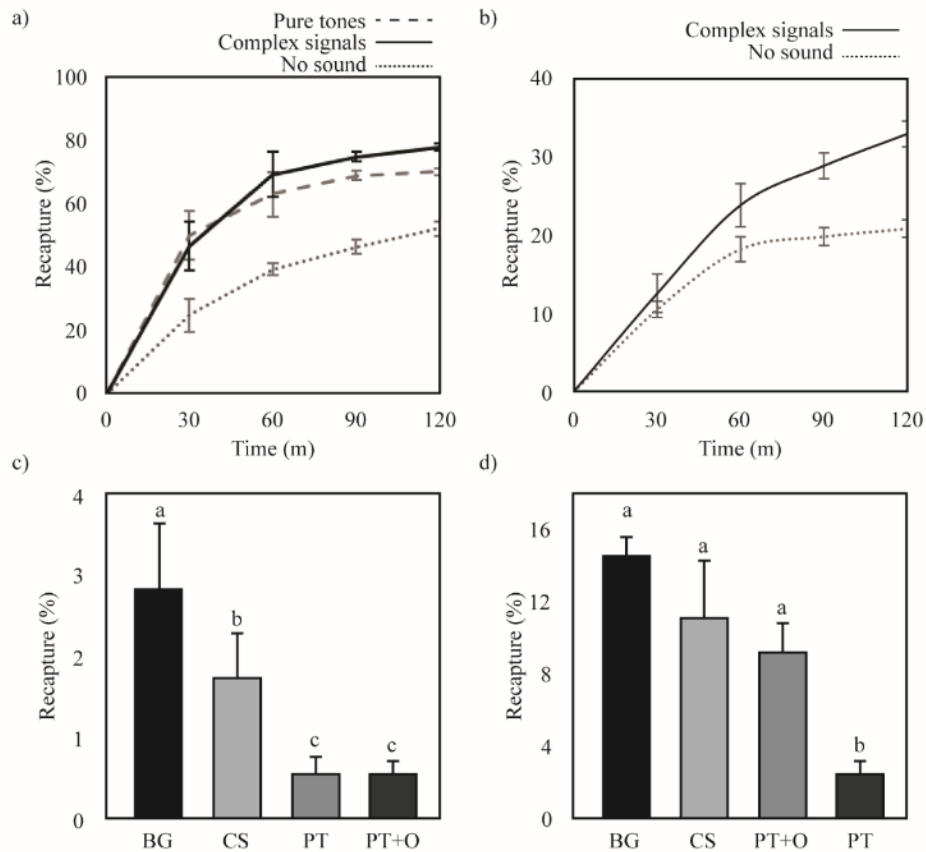 a)
Pure tones
Complex signals
No sound
100
80
60
40
20
0
Recapture (%)
0 30 60 90 120
Time (m)
b)
Complex signals
No sound
40
30
20
10
0
Recapture (%)
0 30 60 90 120
Time (m)
c)
4
3
2
1
0
Recapture (%)
a
b
c
c
BG CS PT PT+O
d)
16
12
8
4
0
Recapture (%)
a
a
a
b
BG CS PT+O PT